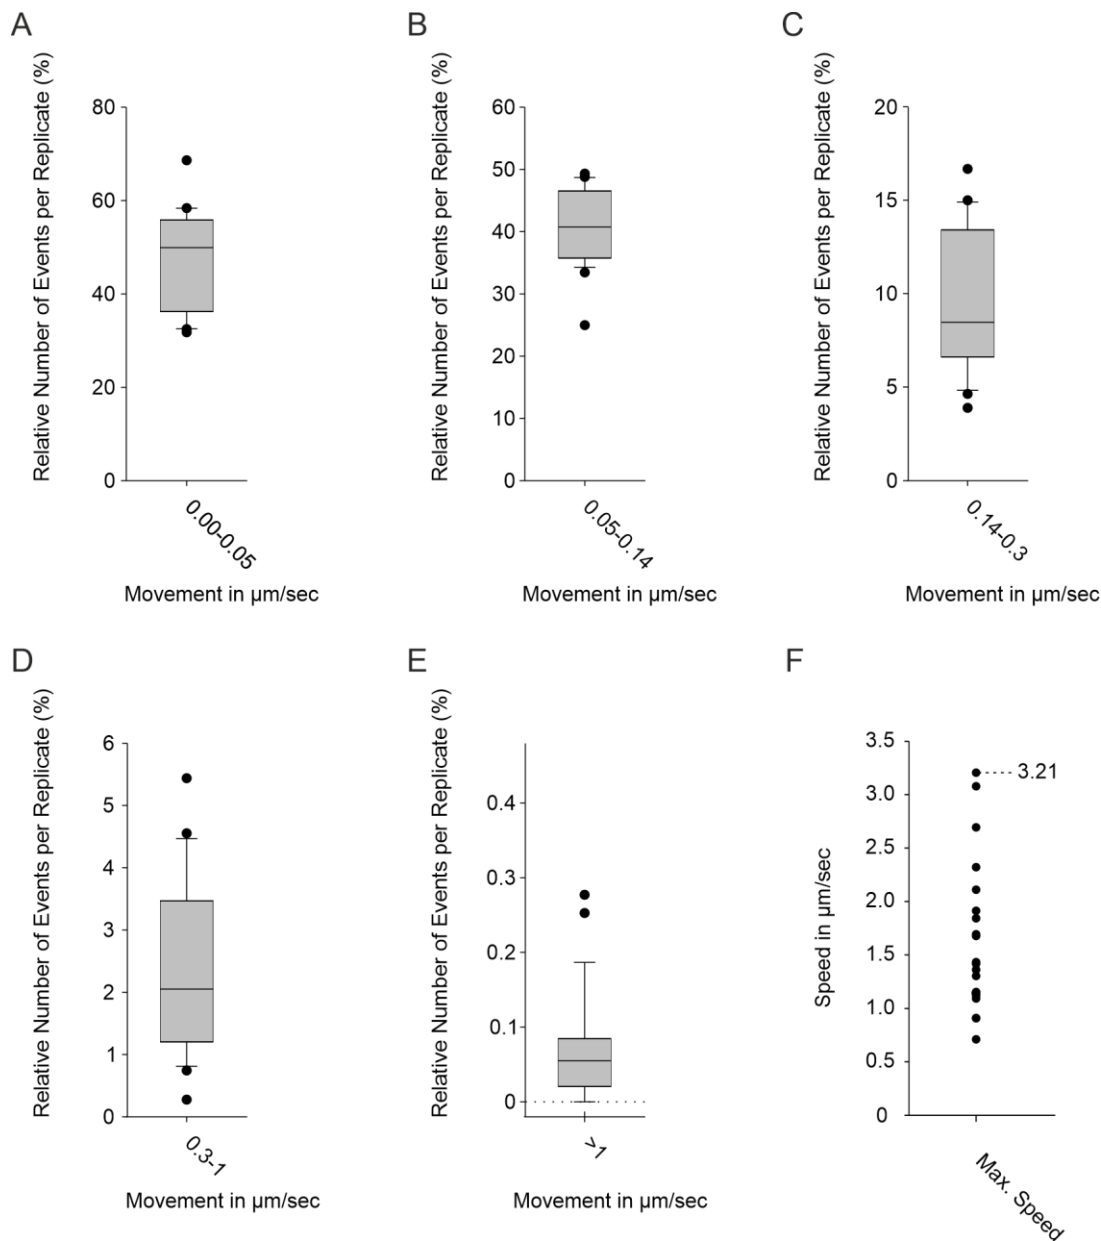 A
Relative Number of Events per Replicate (%)
80
60
40
20
0
0.00-0.05
Movement in µm/sec
B
Relative Number of Events per Replicate (%)
60
50
40
30
20
10
0
0.05-0.14
Movement in µm/sec
C
Relative Number of Events per Replicate (%)
20
15
10
5
0
0.14-0.3
Movement in µm/sec
D
Relative Number of Events per Replicate (%)
6
5
4
3
2
1
0
0.3-1
Movement in µm/sec
E
Relative Number of Events per Replicate (%)
0.4
0.3
0.2
0.1
0
>1
Movement in µm/sec
F
Speed in µm/sec
3.5
3.0
2.5
2.0
1.5
1.0
0.5
0
3.21
Max. Speed